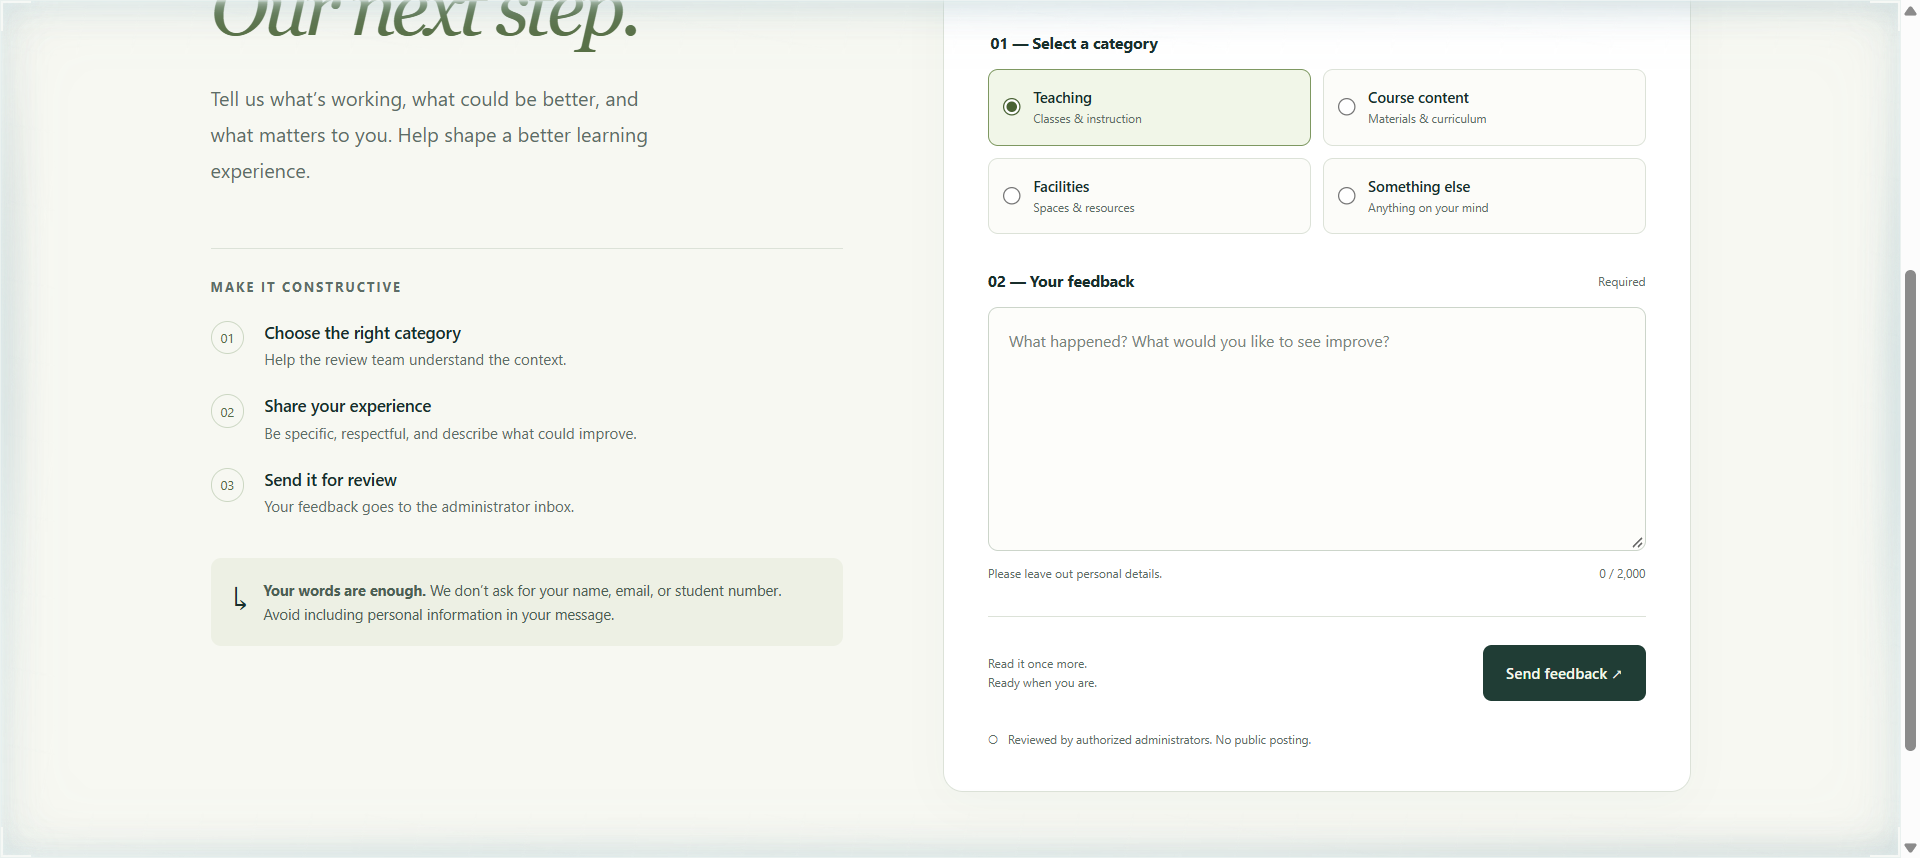 Our next step.
Tell us what’s working, what could be better, and
what matters to you. Help shape a better learning
experience.
MAKE IT CONSTRUCTIVE
01
Choose the right category
Help the review team understand the context.
02
Share your experience
Be specific, respectful, and describe what could improve.
03
Send it for review
Your feedback goes to the administrator inbox.
↳ Your words are enough. We don’t ask for your name, email, or student number.
Avoid including personal information in your message.
01 — Select a category
Teaching
Classes & instruction
Course content
Materials & curriculum
Facilities
Spaces & resources
Something else
Anything on your mind
02 — Your feedback
Required
What happened? What would you like to see improve?
Please leave out personal details.
0 / 2,000
Read it once more.
Ready when you are.
Send feedback ↗
Reviewed by authorized administrators. No public posting.